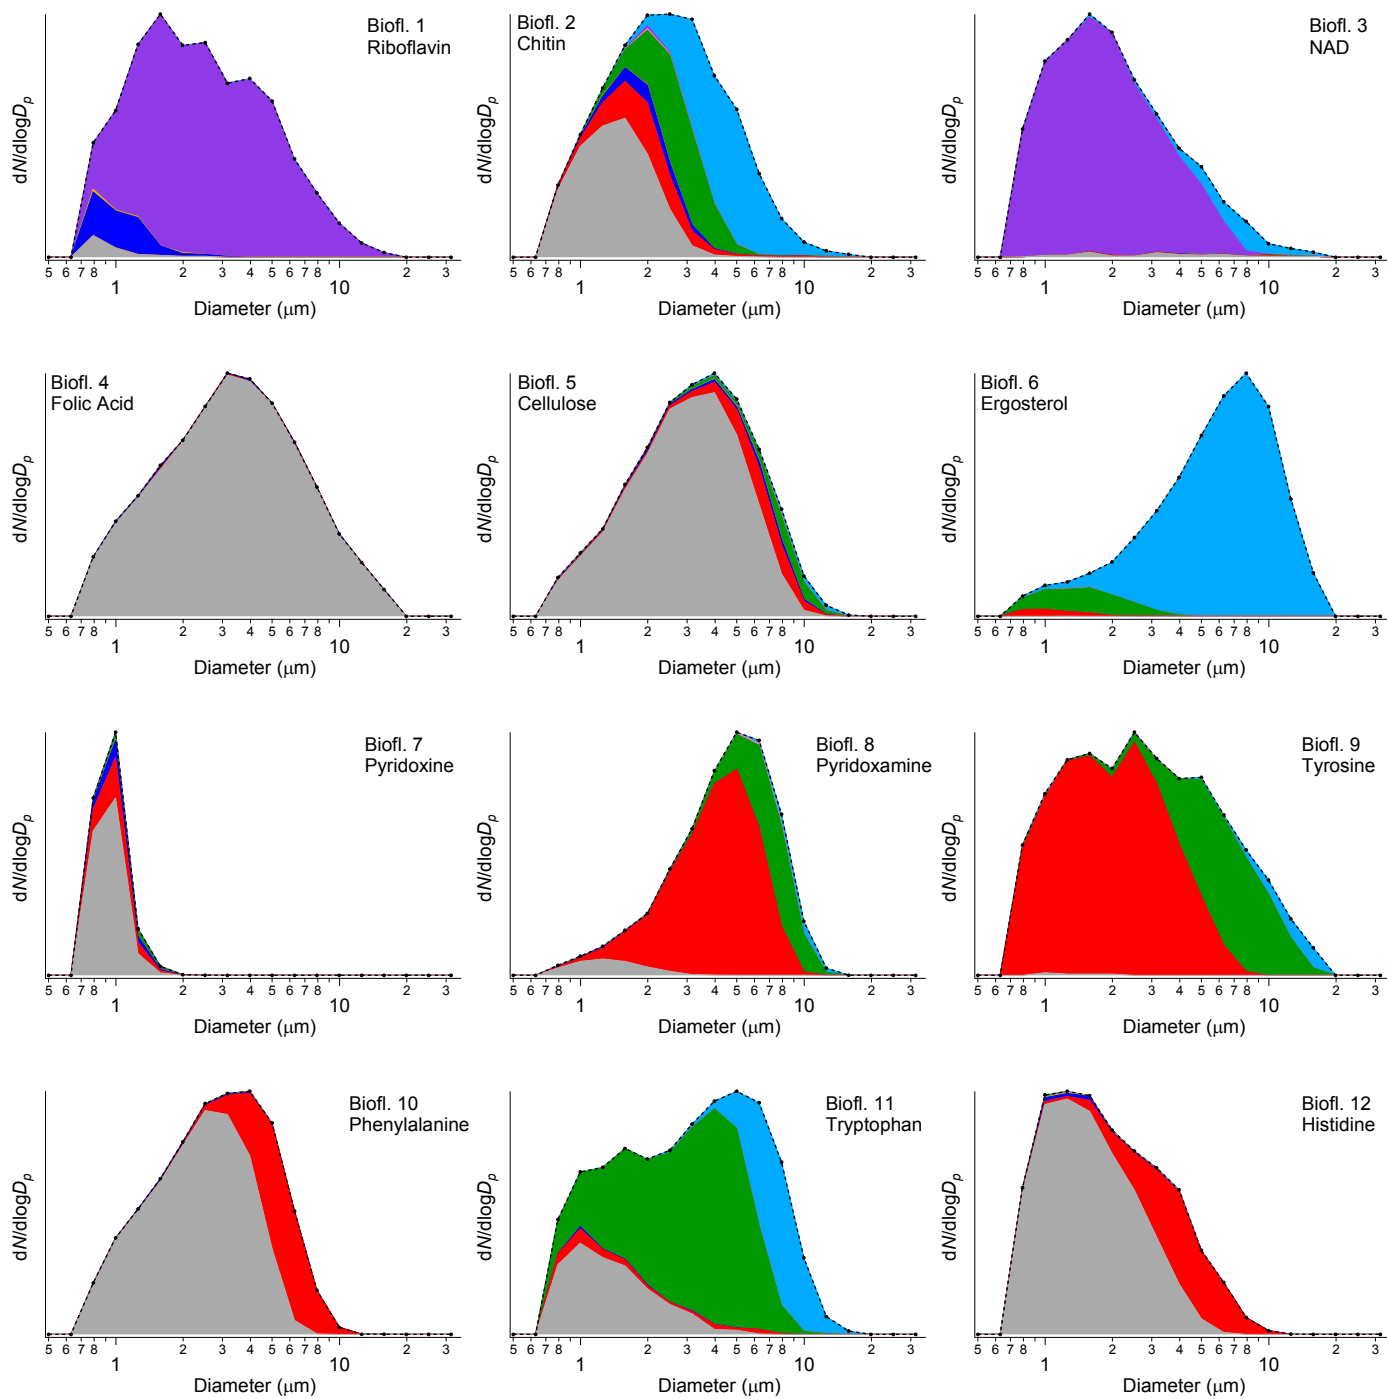 Biofl. 1
Riboflavin
dN/dlogDp
5 6 7 8 1 2 3 4 5 6 7 8 10 2 3
Diameter (μm)
Biofl. 2
Chitin
dN/dlogDp
5 6 7 8 1 2 3 4 5 6 7 8 10 2 3
Diameter (μm)
Biofl. 3
NAD
dN/dlogDp
5 6 7 8 1 2 3 4 5 6 7 8 10 2 3
Diameter (μm)
Biofl. 4
Folic Acid
dN/dlogDp
5 6 7 8 1 2 3 4 5 6 7 8 10 2 3
Diameter (μm)
Biofl. 5
Cellulose
dN/dlogDp
5 6 7 8 1 2 3 4 5 6 7 8 10 2 3
Diameter (μm)
Biofl. 6
Ergosterol
dN/dlogDp
5 6 7 8 1 2 3 4 5 6 7 8 10 2 3
Diameter (μm)
Biofl. 7
Pyridoxine
dN/dlogDp
5 6 7 8 1 2 3 4 5 6 7 8 10 2 3
Diameter (μm)
Biofl. 8
Pyridoxamine
dN/dlogDp
5 6 7 8 1 2 3 4 5 6 7 8 10 2 3
Diameter (μm)
Biofl. 9
Tyrosine
dN/dlogDp
5 6 7 8 1 2 3 4 5 6 7 8 10 2 3
Diameter (μm)
Biofl. 10
Phenylalanine
dN/dlogDp
5 6 7 8 1 2 3 4 5 6 7 8 10 2 3
Diameter (μm)
Biofl. 11
Tryptophan
dN/dlogDp
5 6 7 8 1 2 3 4 5 6 7 8 10 2 3
Diameter (μm)
Biofl. 12
Histidine
dN/dlogDp
5 6 7 8 1 2 3 4 5 6 7 8 10 2 3
Diameter (μm)